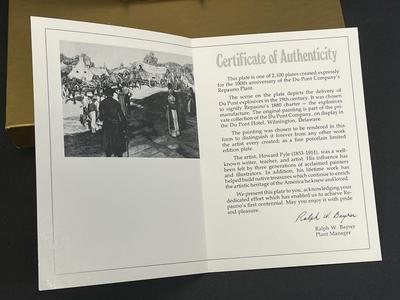 Certificate of Authenticity
This plate is one of 2,100 plates created expressly
for the 100th anniversary of the Du Pont Company's
Repauno Plant.
The scene on the plate depicts the delivery of
Du Pont explosives in the 19th century. It was chosen
to signify Repauno's 1880 charter – the explosives
manufacture. The original painting is part of the pri-
vate collection of the Du Pont Company, on display in
the Du Pont Hotel, Wilmington, Delaware.
The painting was chosen to be rendered in this
form to distinguish it forever from any other work
the artist every created; as a fine porcelain limited
edition plate.
The artist, Howard Pyle (1853-1911), was a well-
known writer, teacher, and artist. His influence has
been felt by three generations of acclaimed painters
and illustrators. In addition, his lifetime work has
helped build native treasures which continue to enrich
the artistic heritage of America he knew and loved.
We present this plate to you, acknowledging your
dedicated effort which has enabled us to achieve Re-
pauno's first centennial. May you enjoy it with pride
and pleasure.
Ralph W. Bayrer
Ralph W. Bayrer
Plant Manager